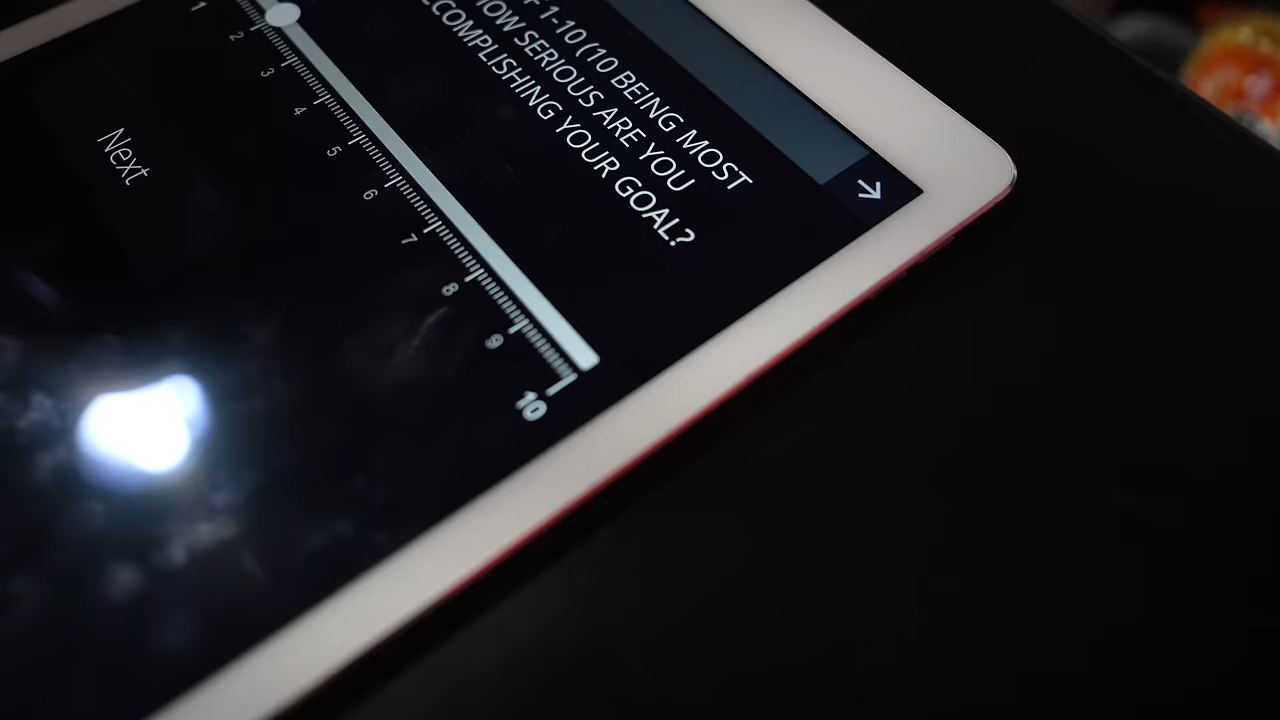 F 1-10 (10 BEING MOST
HOW SERIOUS ARE YOU
COMPLISHING YOUR GOAL?
1 2 3 4 5 6 7 8 9 10
Next